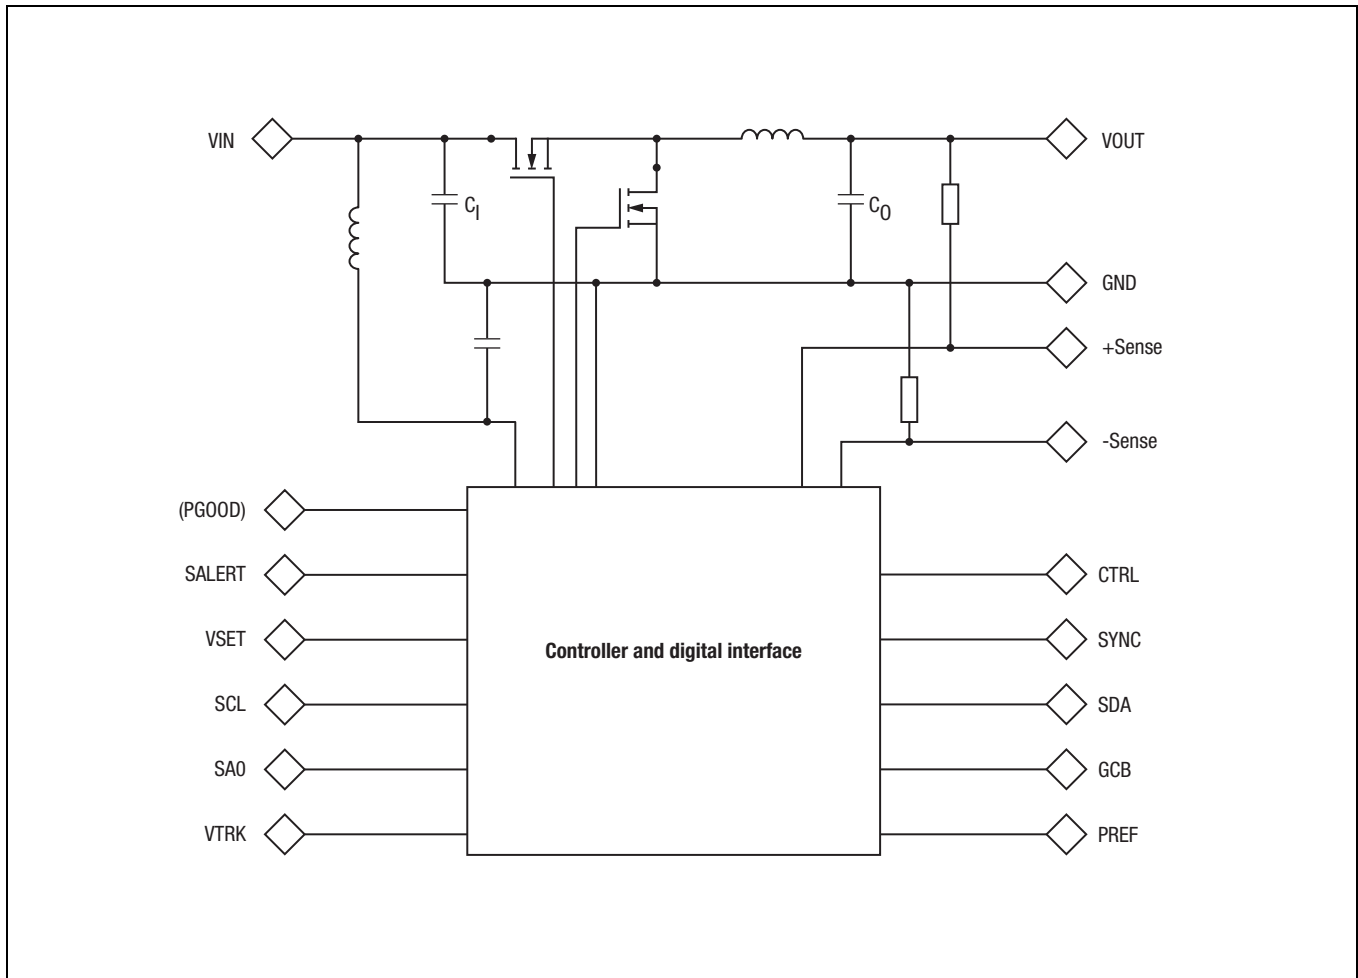 VIN
VOUT
C_I
C_O
GND
+Sense
-Sense
(PGOOD)
SALERT
CTRL
VSET
Controller and digital interface
SYNC
SCL
SDA
SA0
GCB
VTRK
PREF